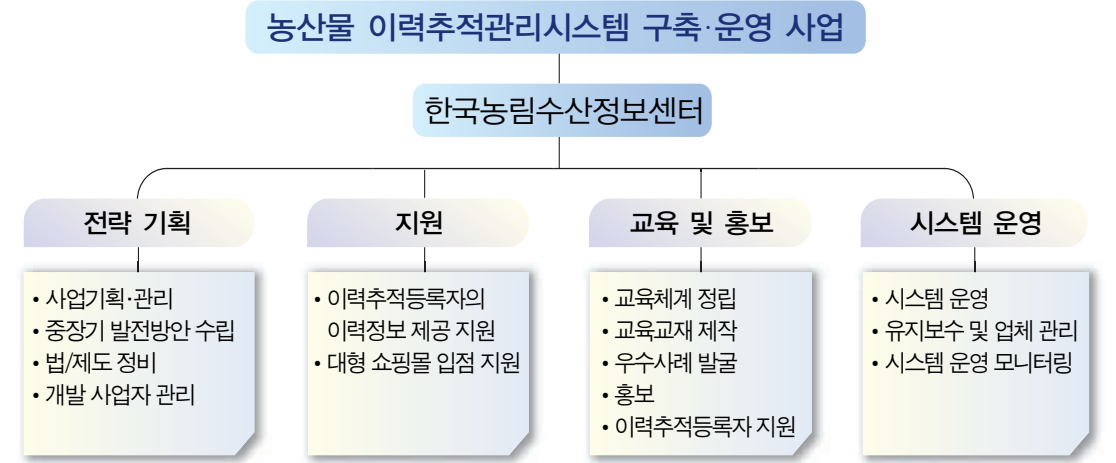 농산물 이력추적관리시스템 구축·운영 사업
한국농림수산정보센터
전략 기획
• 사업기획·관리
• 중장기 발전방안 수립
• 법/제도 정비
• 개발 사업자 관리
지원
• 이력추적등록자의
이력정보 제공 지원
• 대형 쇼핑몰 입점 지원
교육 및 홍보
• 교육체계 정립
• 교육교재 제작
• 우수사례 발굴
• 홍보
• 이력추적등록자 지원
시스템 운영
• 시스템 운영
• 유지보수 및 업체 관리
• 시스템 운영 모니터링